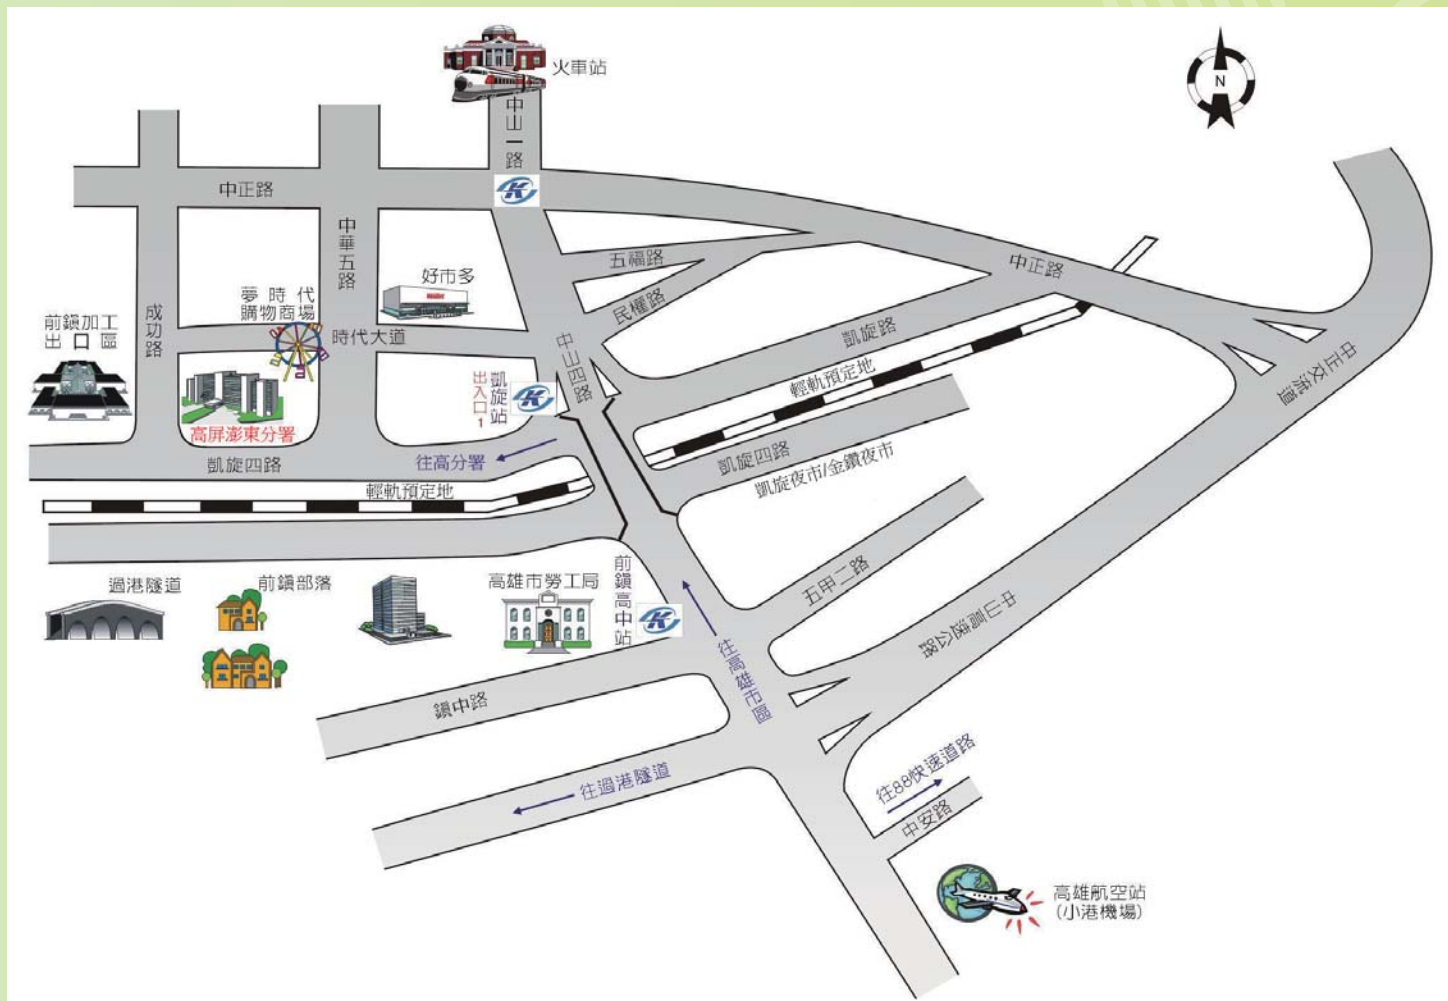 火車站
N
中山一路
中正路
中華五路
五福路
中正路
好市多
民權路
夢時代
購物商場
成功路
前鎮加工
出口區
時代大道
中山四路
凱旋路
中正交流道
輕軌預定地
凱旋站
出入口1
高屏澎東分署
凱旋四路
往高分署
凱旋四路
凱旋夜市/金鑽夜市
輕軌預定地
過港隧道
前鎮部落
高雄市勞工局
前鎮高中站
五甲二路
中山高速公路
往高雄市區
鎮中路
往過港隧道
往88快速道路
中安路
高雄航空站
(小港機場)